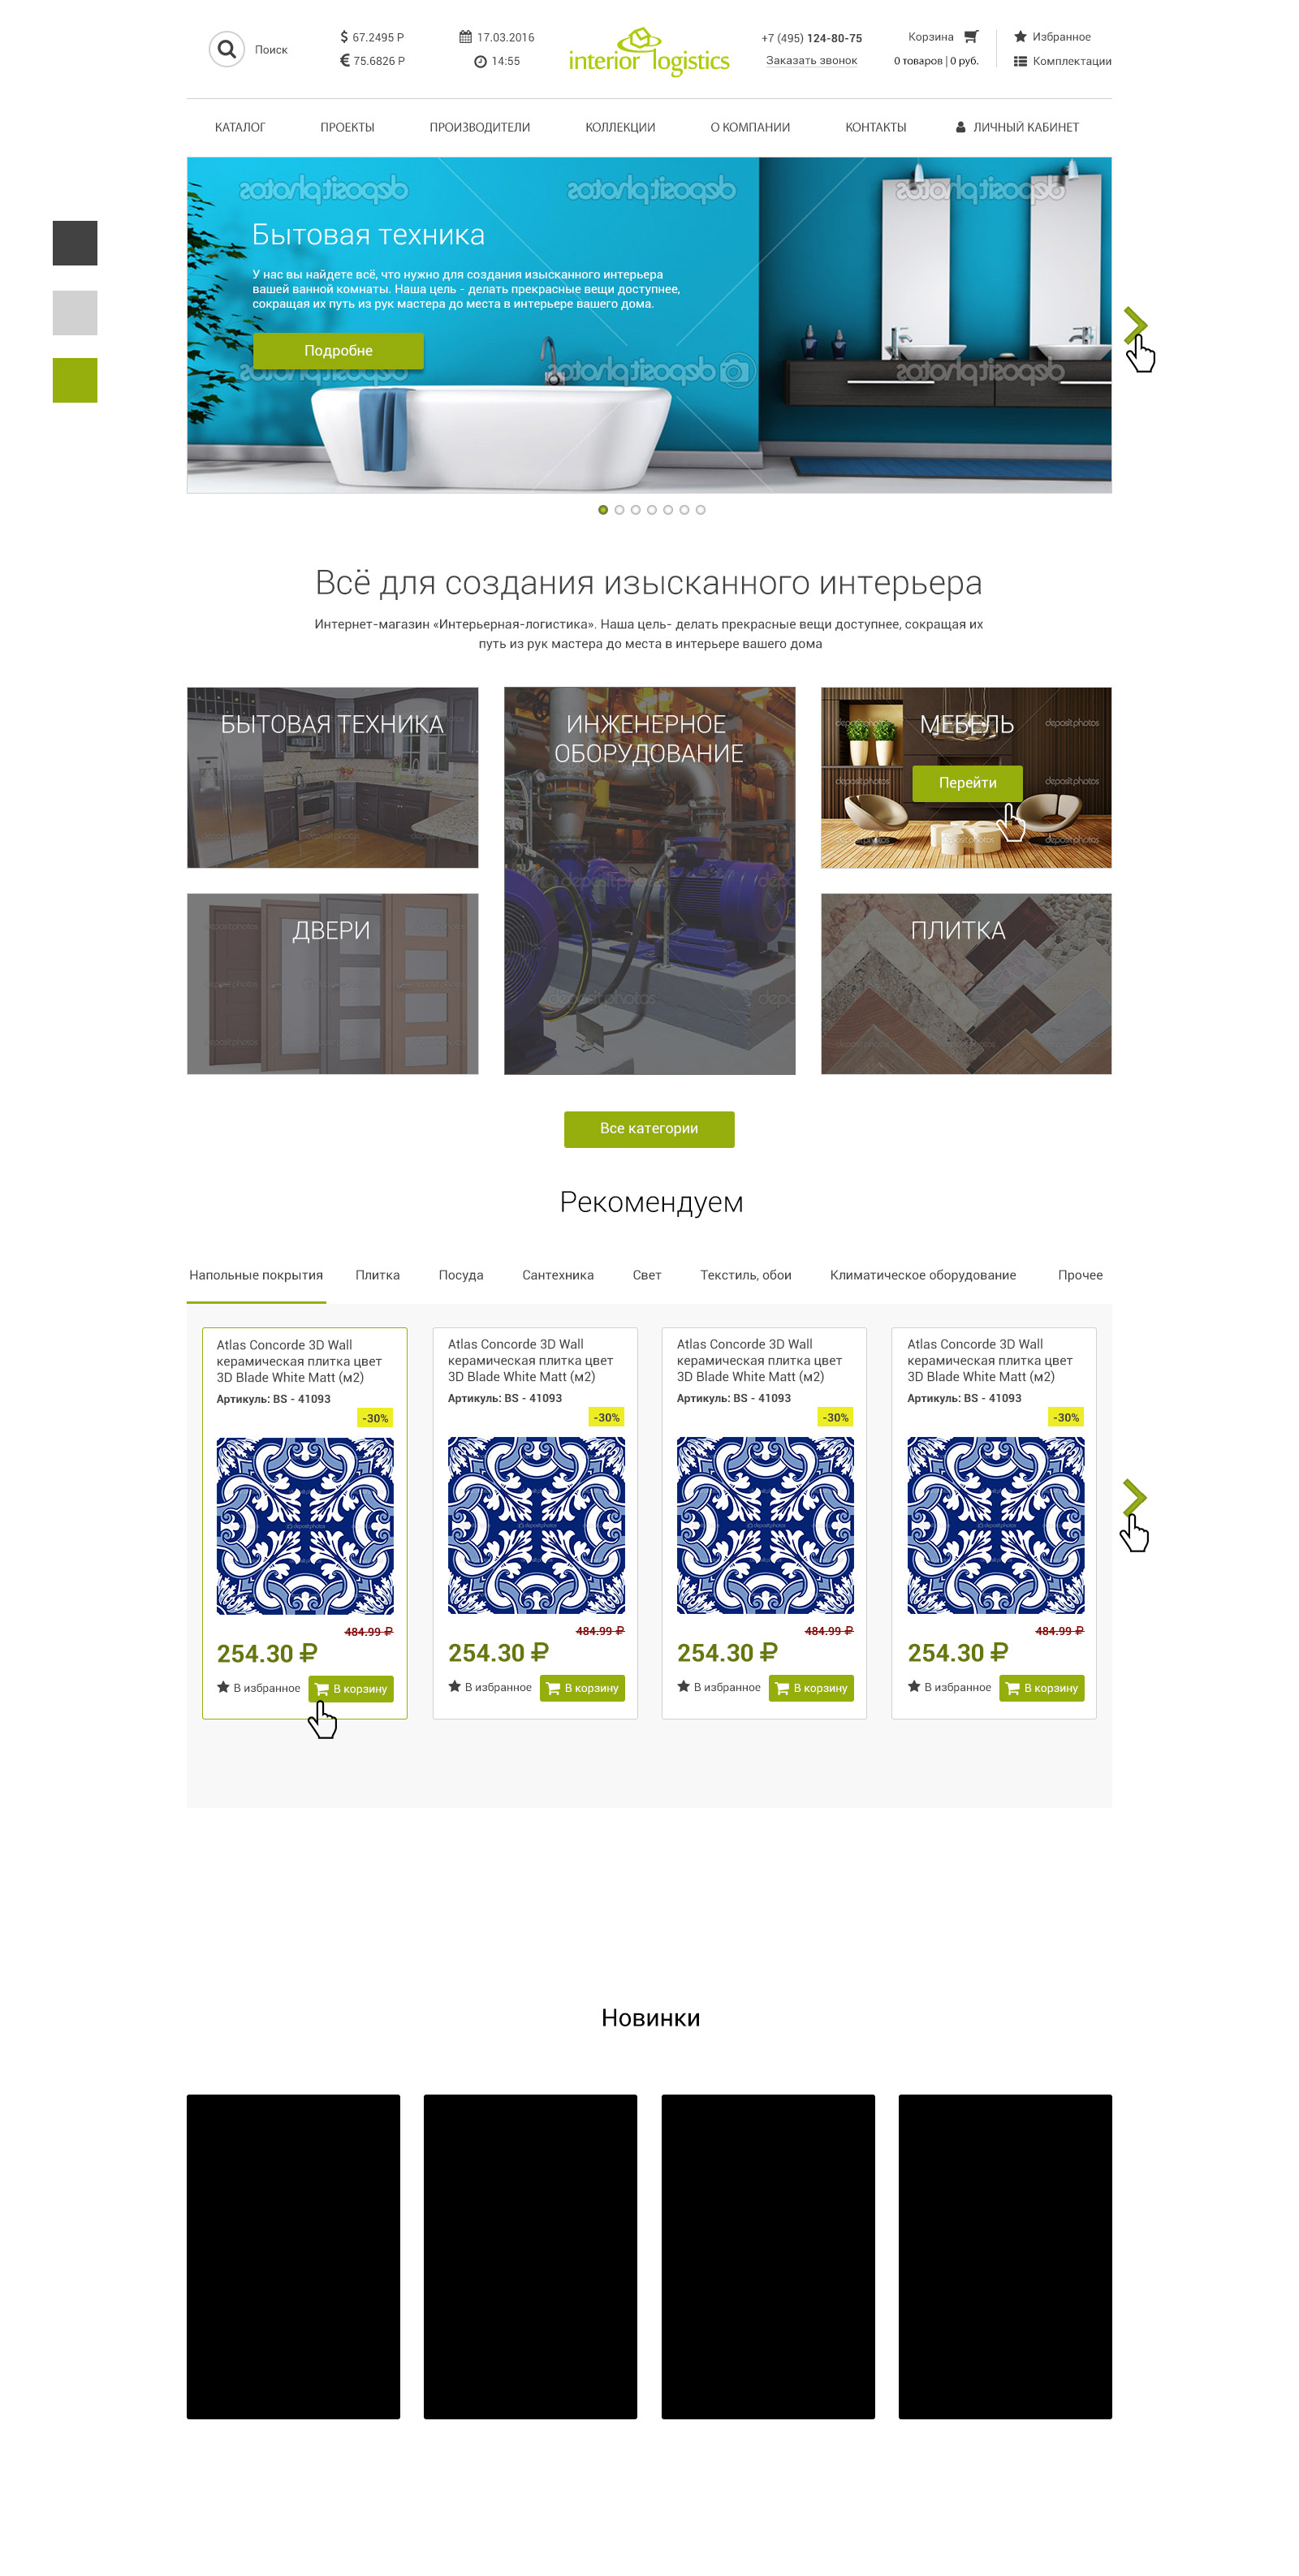 Поиск
$ 67.2495 Р
€ 75.6826 Р
17.03.2016
14:55
interior logistics
+7 (495) 124-80-75
Заказать звонок
Корзина
0 товаров | 0 руб.
Избранное
Комплектации
КАТАЛОГ
ПРОЕКТЫ
ПРОИЗВОДИТЕЛИ
КОЛЛЕКЦИИ
О КОМПАНИИ
КОНТАКТЫ
ЛИЧНЫЙ КАБИНЕТ
depositphotos
depositphotos
depositphotos
Бытовая техника
У нас вы найдете всё, что нужно для создания изысканного интерьера
вашей ванной комнаты. Наша цель - делать прекрасные вещи доступнее,
сокращая их путь из рук мастера до места в интерьере вашего дома.
Подробне
depositphotos
depositphotos
depositphotos
Всё для создания изысканного интерьера
Интернет-магазин «Интерьерная-логистика». Наша цель- делать прекрасные вещи доступнее, сокращая их
путь из рук мастера до места в интерьере вашего дома
БЫТОВАЯ ТЕХНИКА
ИНЖЕНЕРНОЕ
ОБОРУДОВАНИЕ
МЕБЕЛЬ
Перейти
ДВЕРИ
ПЛИТКА
Все категории
Рекомендуем
Напольные покрытия
Плитка
Посуда
Сантехника
Свет
Текстиль, обои
Климатическое оборудование
Прочее
Atlas Concorde 3D Wall
керамическая плитка цвет
3D Blade White Matt (м2)
Артикуль: BS - 41093
-30%
depositphotos
484.99 ₽
254.30 ₽
В избранное
В корзину
Atlas Concorde 3D Wall
керамическая плитка цвет
3D Blade White Matt (м2)
Артикуль: BS - 41093
-30%
depositphotos
484.99 ₽
254.30 ₽
В избранное
В корзину
Atlas Concorde 3D Wall
керамическая плитка цвет
3D Blade White Matt (м2)
Артикуль: BS - 41093
-30%
depositphotos
484.99 ₽
254.30 ₽
В избранное
В корзину
Atlas Concorde 3D Wall
керамическая плитка цвет
3D Blade White Matt (м2)
Артикуль: BS - 41093
-30%
depositphotos
484.99 ₽
254.30 ₽
В избранное
В корзину
Новинки